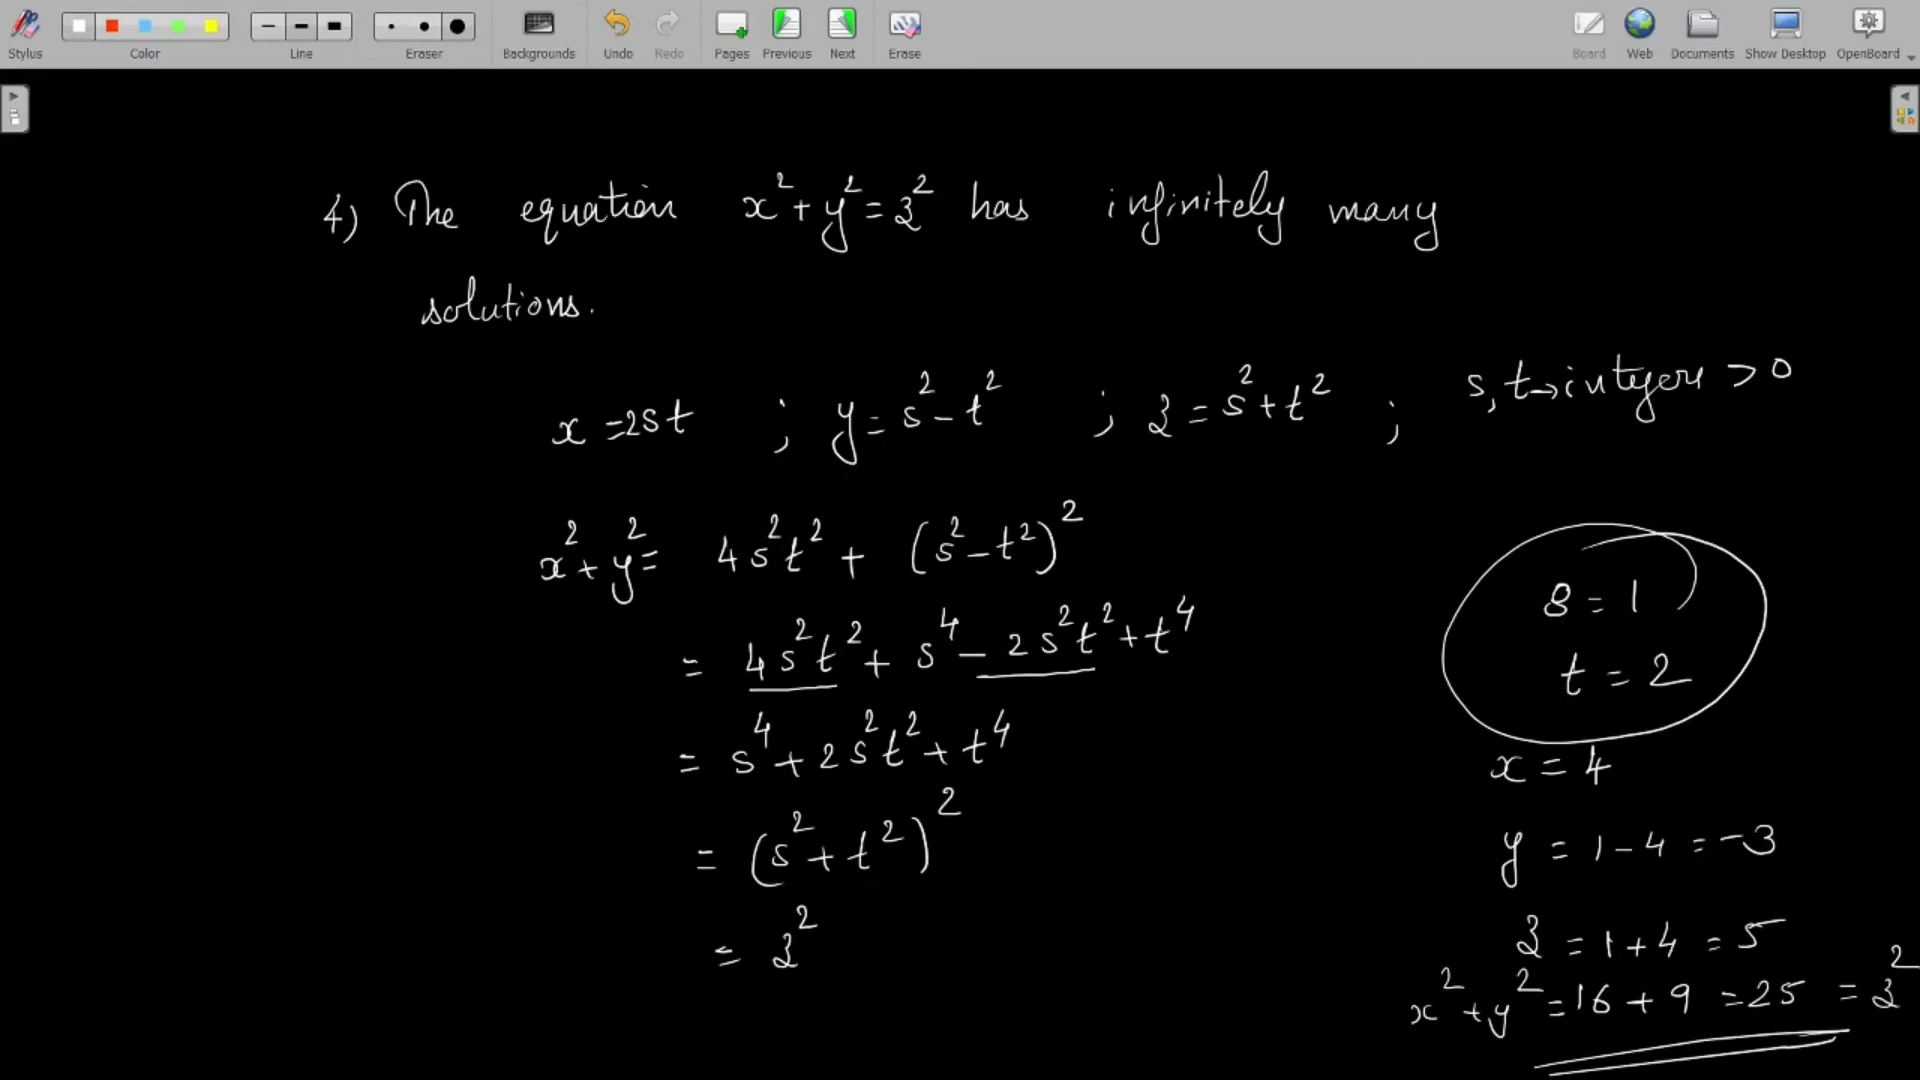 Stylus Color Line Eraser Backgrounds Undo Redo Pages Previous Next Erase Board Web Documents Show Desktop OpenBoard
4) The equation x² + y² = z² has infinitely many
solutions.
x = 2st ; y = s² - t² ; z = s² + t² ; s, t → integers > 0
x² + y² = 4s²t² + (s² - t²)²
= 4s²t² + s⁴ - 2s²t² + t⁴
= s⁴ + 2s²t² + t⁴
= (s² + t²)²
= z²
s = 1
t = 2
x = 4
y = 1 - 4 = -3
z = 1 + 4 = 5
x² + y² = 16 + 9 = 25 = z²